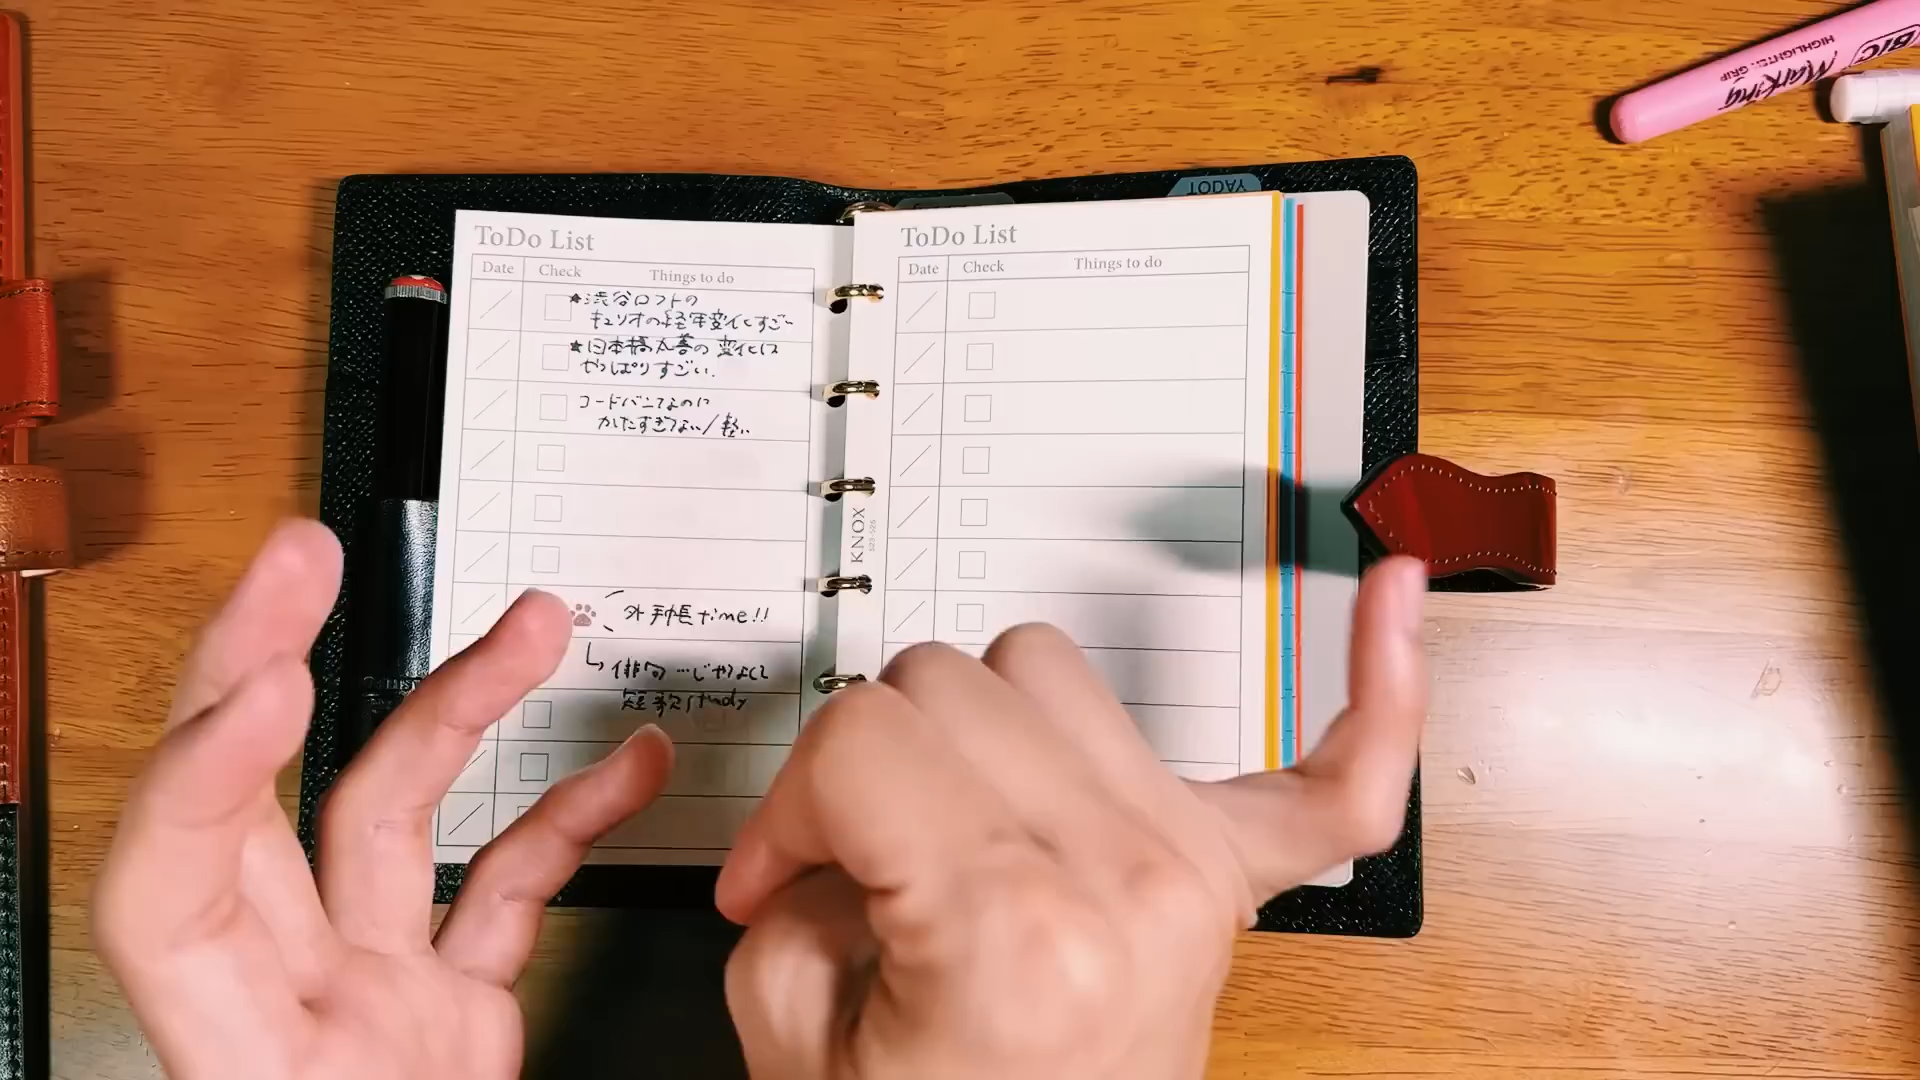 BIC
Marking
HIGHLIGHTER GRIP
TODAY
ToDo List
Date Check Things to do
★渋谷ロフトの
キュリオの経年変化すごー
★日本橋丸善の変化は
やっぱりすごい.
コードバンなのに
かたすぎない/軽い
外手帳time!!
俳句…じゃなくて
短歌study
KNOX
ToDo List
Date Check Things to do